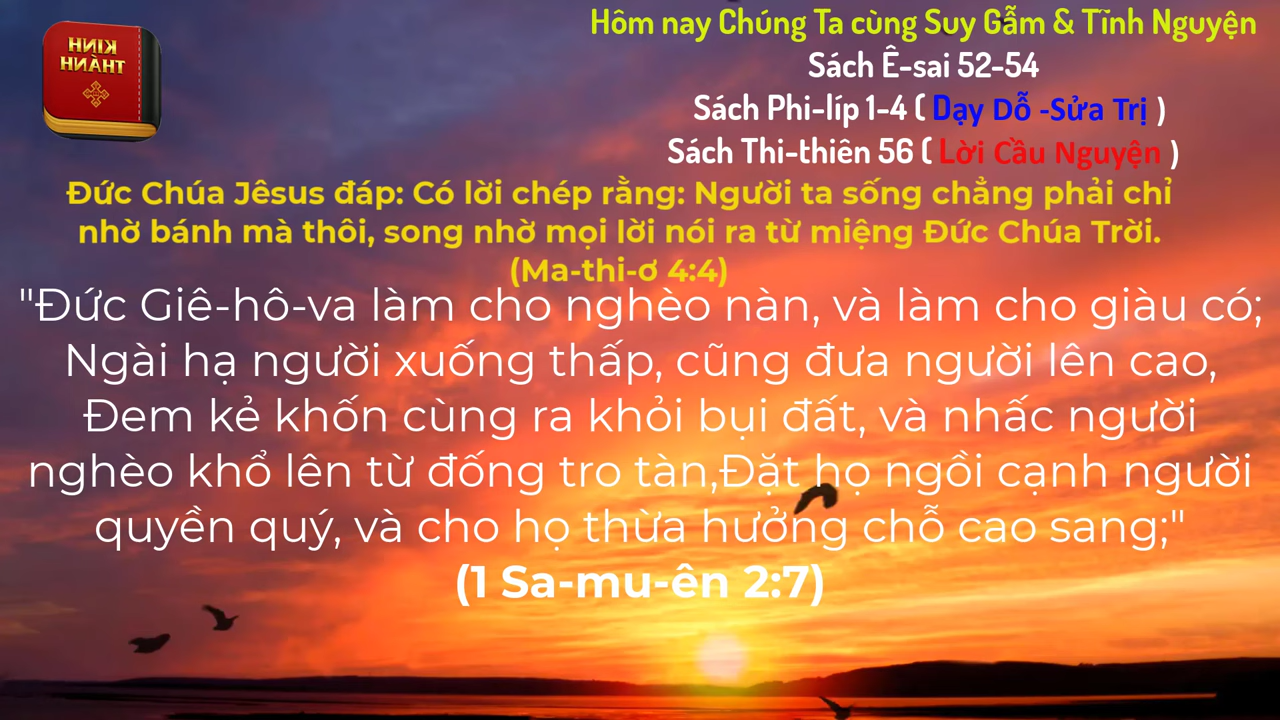 KINH
THÀNH
Hôm nay Chúng Ta cùng Suy Gẫm & Tĩnh Nguyện
Sách Ê-sai 52-54
Sách Phi-líp 1-4 ( Dạy Dỗ -Sửa Trị )
Sách Thi-thiên 56 ( Lời Cầu Nguyện )
Đức Chúa Jêsus đáp: Có lời chép rằng: Người ta sống chẳng phải chỉ
nhờ bánh mà thôi, song nhờ mọi lời nói ra từ miệng Đức Chúa Trời.
(Ma-thi-ơ 4:4)
"Đức Giê-hô-va làm cho nghèo nàn, và làm cho giàu có;
Ngài hạ người xuống thấp, cũng đưa người lên cao,
Đem kẻ khốn cùng ra khỏi bụi đất, và nhấc người
nghèo khổ lên từ đống tro tàn,Đặt họ ngồi cạnh người
quyền quý, và cho họ thừa hưởng chỗ cao sang;"
(1 Sa-mu-ên 2:7)